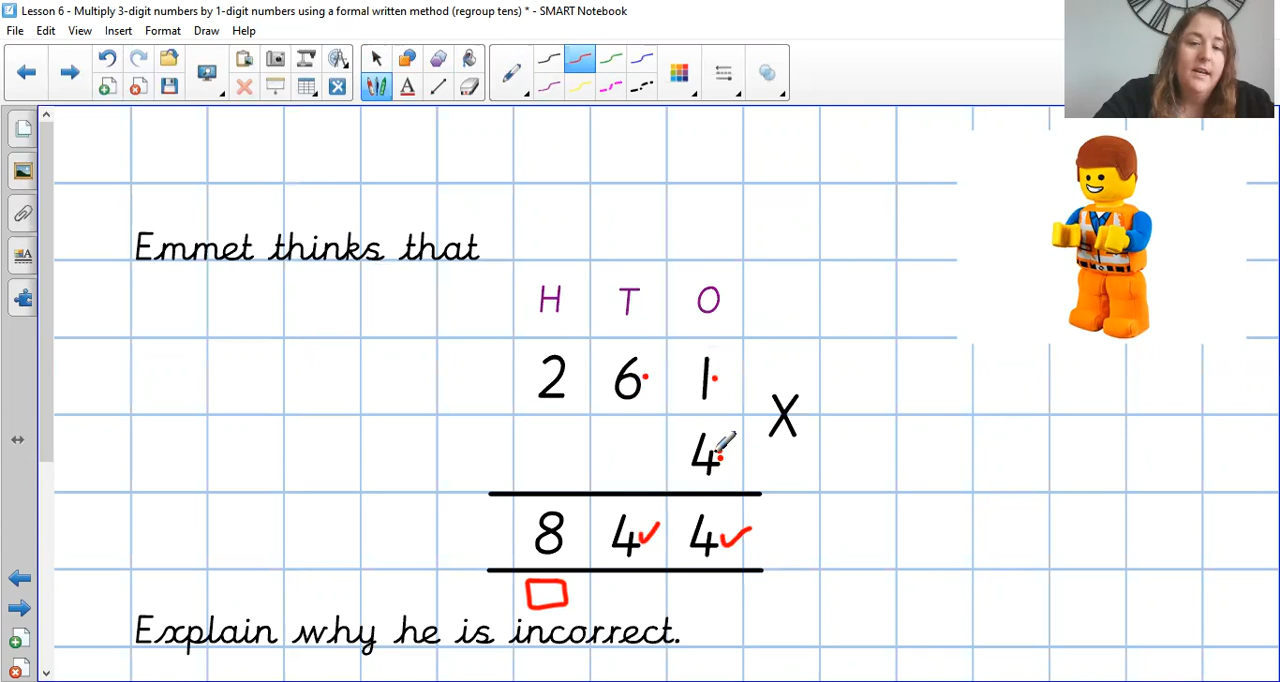 Lesson 6 - Multiply 3-digit numbers by 1-digit numbers using a formal written method (regroup tens) * - SMART Notebook
File Edit View Insert Format Draw Help
Emmet thinks that
H T O
2 6 1
4 X
8 4 4
Explain why he is incorrect.